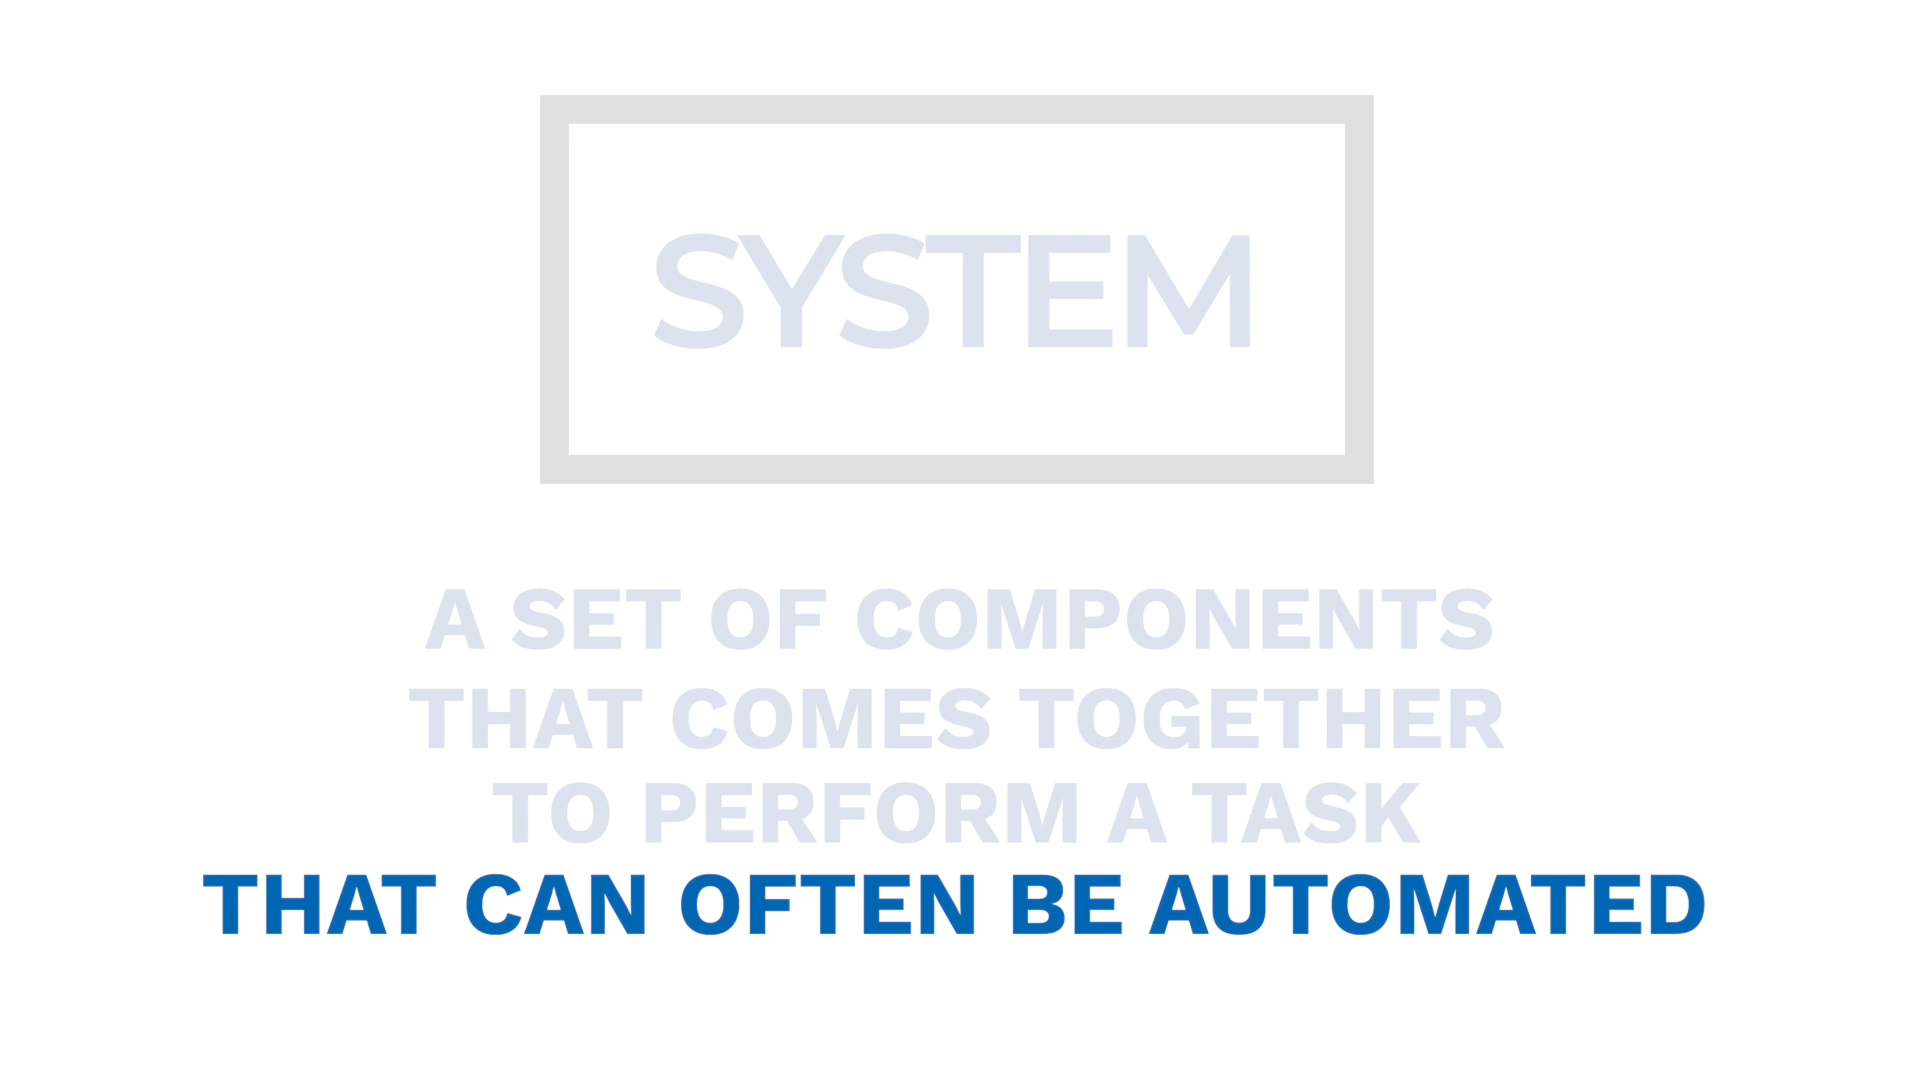 SYSTEM
A SET OF COMPONENTS
THAT COMES TOGETHER
TO PERFORM A TASK
THAT CAN OFTEN BE AUTOMATED